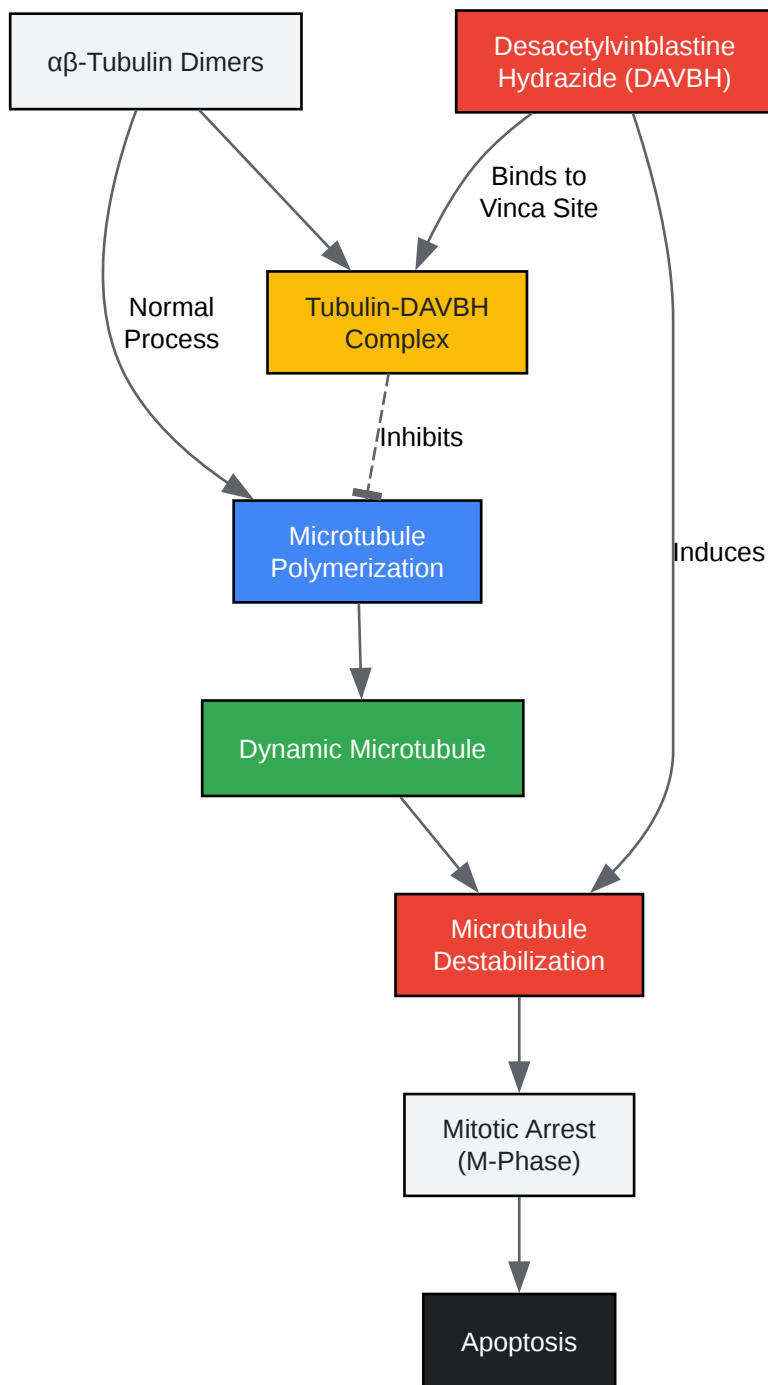 αβ-Tubulin Dimers
Desacetylvinblastine
Hydrazide (DAVBH)
Binds to
Vinca Site
Normal
Process
Tubulin-DAVBH
Complex
Inhibits
Microtubule
Polymerization
Induces
Dynamic Microtubule
Microtubule
Destabilization
Mitotic Arrest
(M-Phase)
Apoptosis